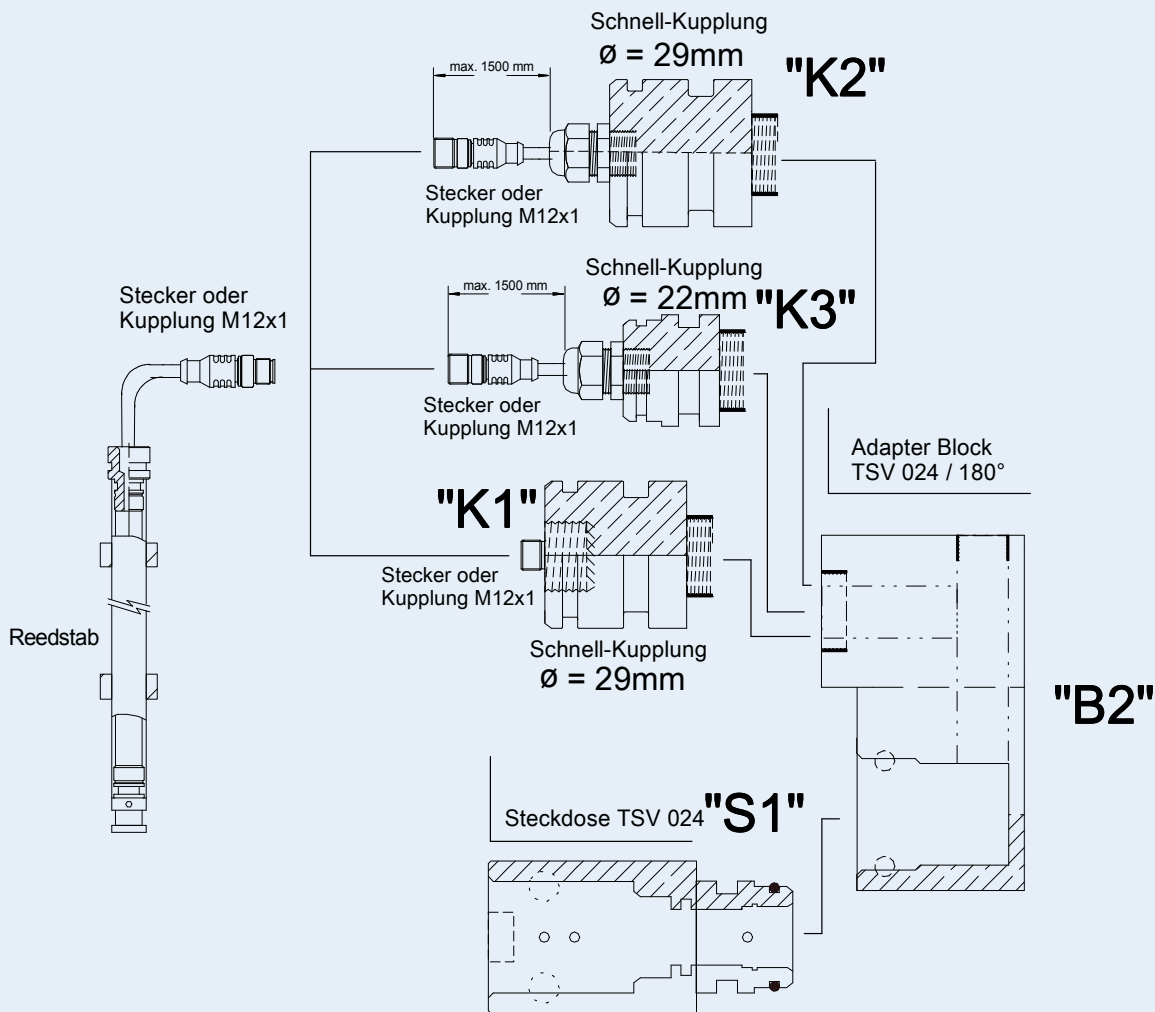 Schnell-Kupplung
ø = 29mm
"K2"
max. 1500 mm
Stecker oder
Kupplung M12x1
Schnell-Kupplung
ø = 22mm
"K3"
max. 1500 mm
Stecker oder
Kupplung M12x1
Stecker oder
Kupplung M12x1
Adapter Block
TSV 024 / 180°
"K1"
Stecker oder
Kupplung M12x1
Reedstab
Schnell-Kupplung
ø = 29mm
"B2"
Steckdose TSV 024
"S1"